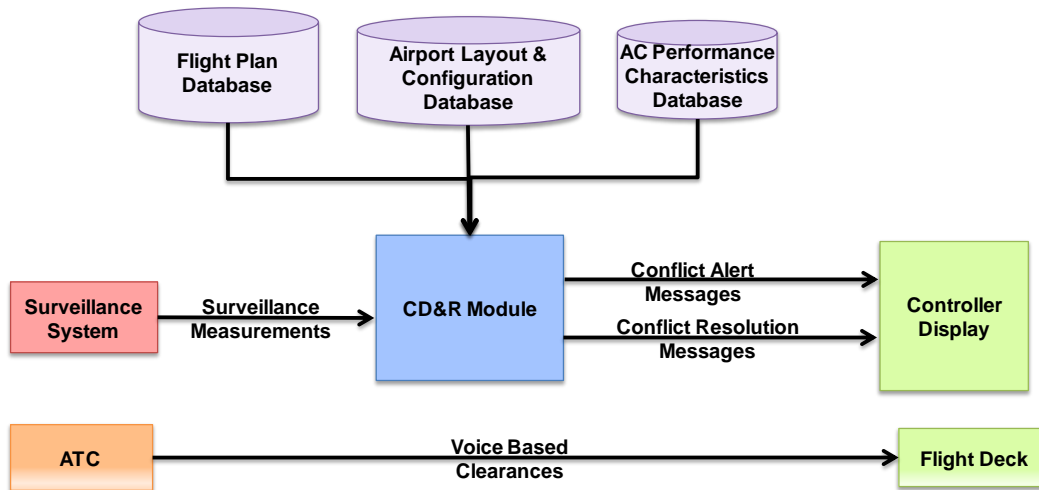 Flight Plan
Database
Airport Layout &
Configuration
Database
AC Performance
Characteristics
Database
Surveillance
System
Surveillance
Measurements
CD&R Module
Conflict Alert
Messages
Conflict Resolution
Messages
Controller
Display
ATC
Voice Based
Clearances
Flight Deck